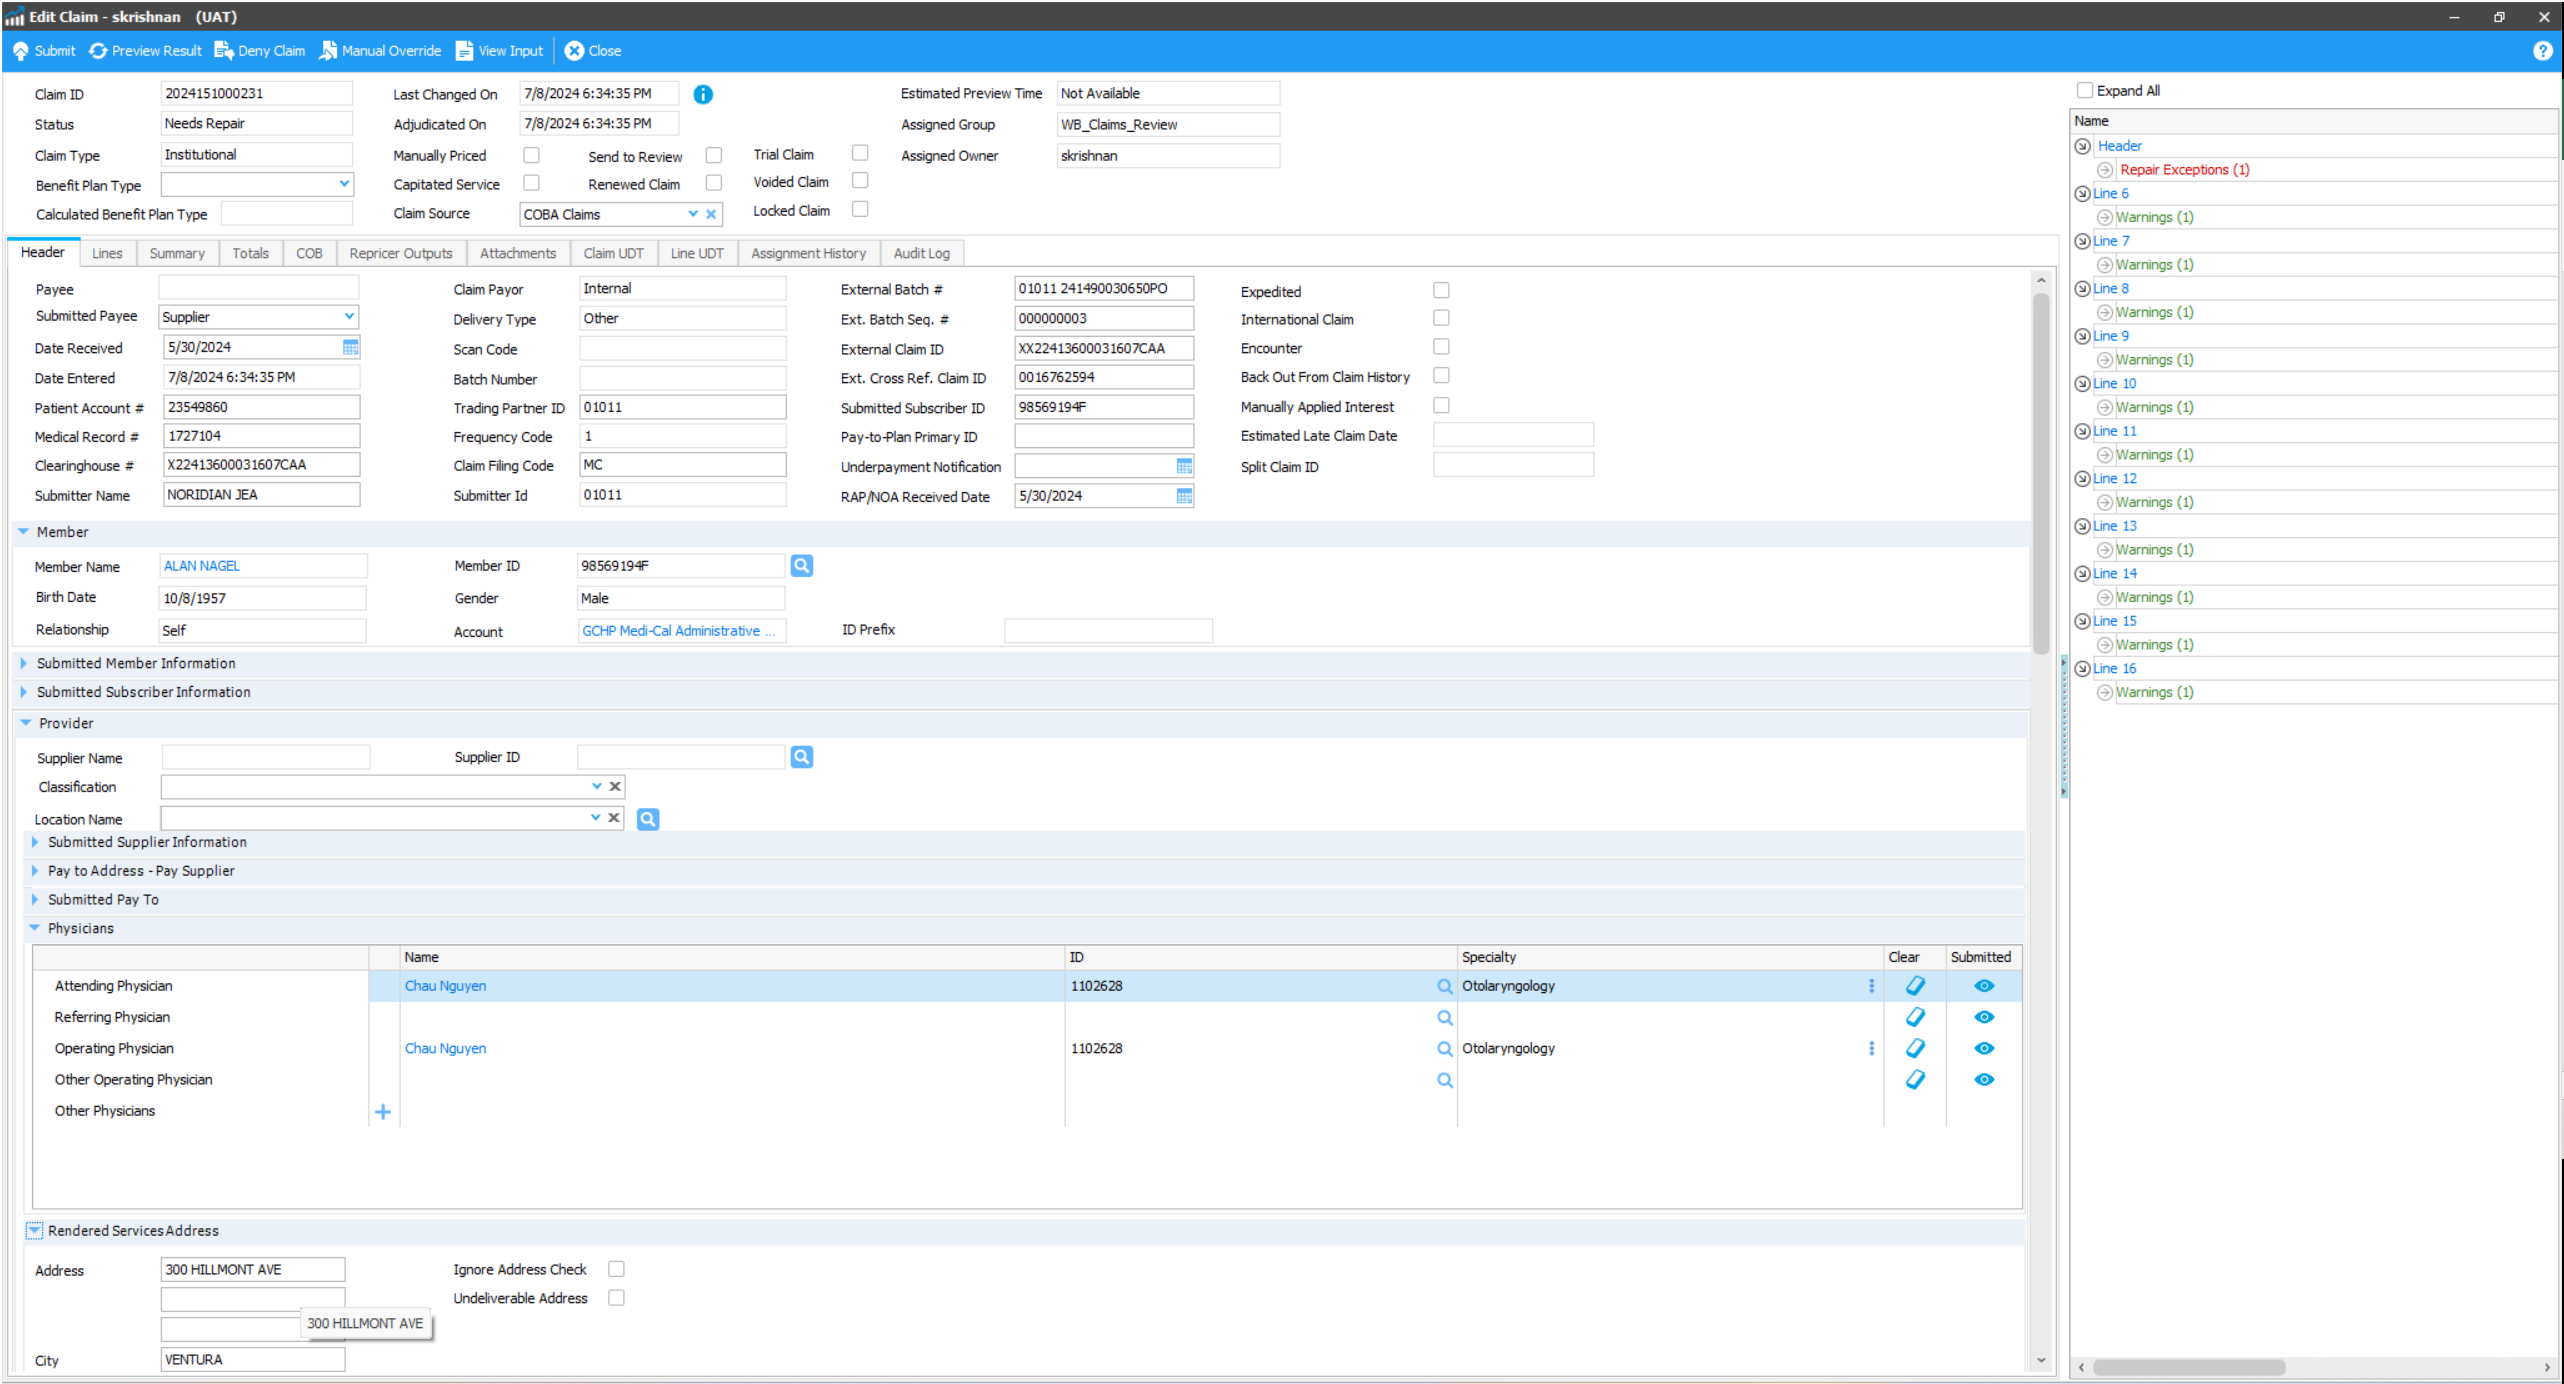 Edit Claim - skrishnan (UAT)
Submit Preview Result Deny Claim Manual Override View Input Close
Claim ID 2024151000231 Last Changed On 7/8/2024 6:34:35 PM Estimated Preview Time Not Available
Status Needs Repair Adjudicated On 7/8/2024 6:34:35 PM Assigned Group WB_Claims_Review
Claim Type Institutional Manually Priced Send to Review Trial Claim Assigned Owner skrishnan
Benefit Plan Type Capitated Service Renewed Claim Voided Claim
Calculated Benefit Plan Type Claim Source COBA Claims Locked Claim
Header Lines Summary Totals COB Repricer Outputs Attachments Claim UDT Line UDT Assignment History Audit Log
Payee Claim Payor Internal External Batch # 01011 241490030650PO Expedited
Submitted Payee Supplier Delivery Type Other Ext. Batch Seq. # 000000003 International Claim
Date Received 5/30/2024 Scan Code External Claim ID XX22413600031607CAA Encounter
Date Entered 7/8/2024 6:34:35 PM Batch Number Ext. Cross Ref. Claim ID 0016762594 Back Out From Claim History
Patient Account # 23549860 Trading Partner ID 01011 Submitted Subscriber ID 98569194F Manually Applied Interest
Medical Record # 1727104 Frequency Code 1 Pay-to-Plan Primary ID Estimated Late Claim Date
Clearinghouse # X22413600031607CAA Claim Filing Code MC Underpayment Notification Split Claim ID
Submitter Name NORIDIAN JEA Submitter Id 01011 RAP/NOA Received Date 5/30/2024
Member
Member Name ALAN NAGEL Member ID 98569194F
Birth Date 10/8/1957 Gender Male
Relationship Self Account GCHP Medi-Cal Administrative ... ID Prefix
Submitted Member Information
Submitted Subscriber Information
Provider
Supplier Name Supplier ID
Classification
Location Name
Submitted Supplier Information
Pay to Address - Pay Supplier
Submitted Pay To
Physicians
Name ID Specialty Clear Submitted
Attending Physician Chau Nguyen 1102628 Otolaryngology
Referring Physician
Operating Physician Chau Nguyen 1102628 Otolaryngology
Other Operating Physician
Other Physicians
Rendered Services Address
Address 300 HILLMONT AVE Ignore Address Check
Undeliverable Address
300 HILLMONT AVE
City VENTURA
Expand All
Name
Header
Repair Exceptions (1)
Line 6
Warnings (1)
Line 7
Warnings (1)
Line 8
Warnings (1)
Line 9
Warnings (1)
Line 10
Warnings (1)
Line 11
Warnings (1)
Line 12
Warnings (1)
Line 13
Warnings (1)
Line 14
Warnings (1)
Line 15
Warnings (1)
Line 16
Warnings (1)